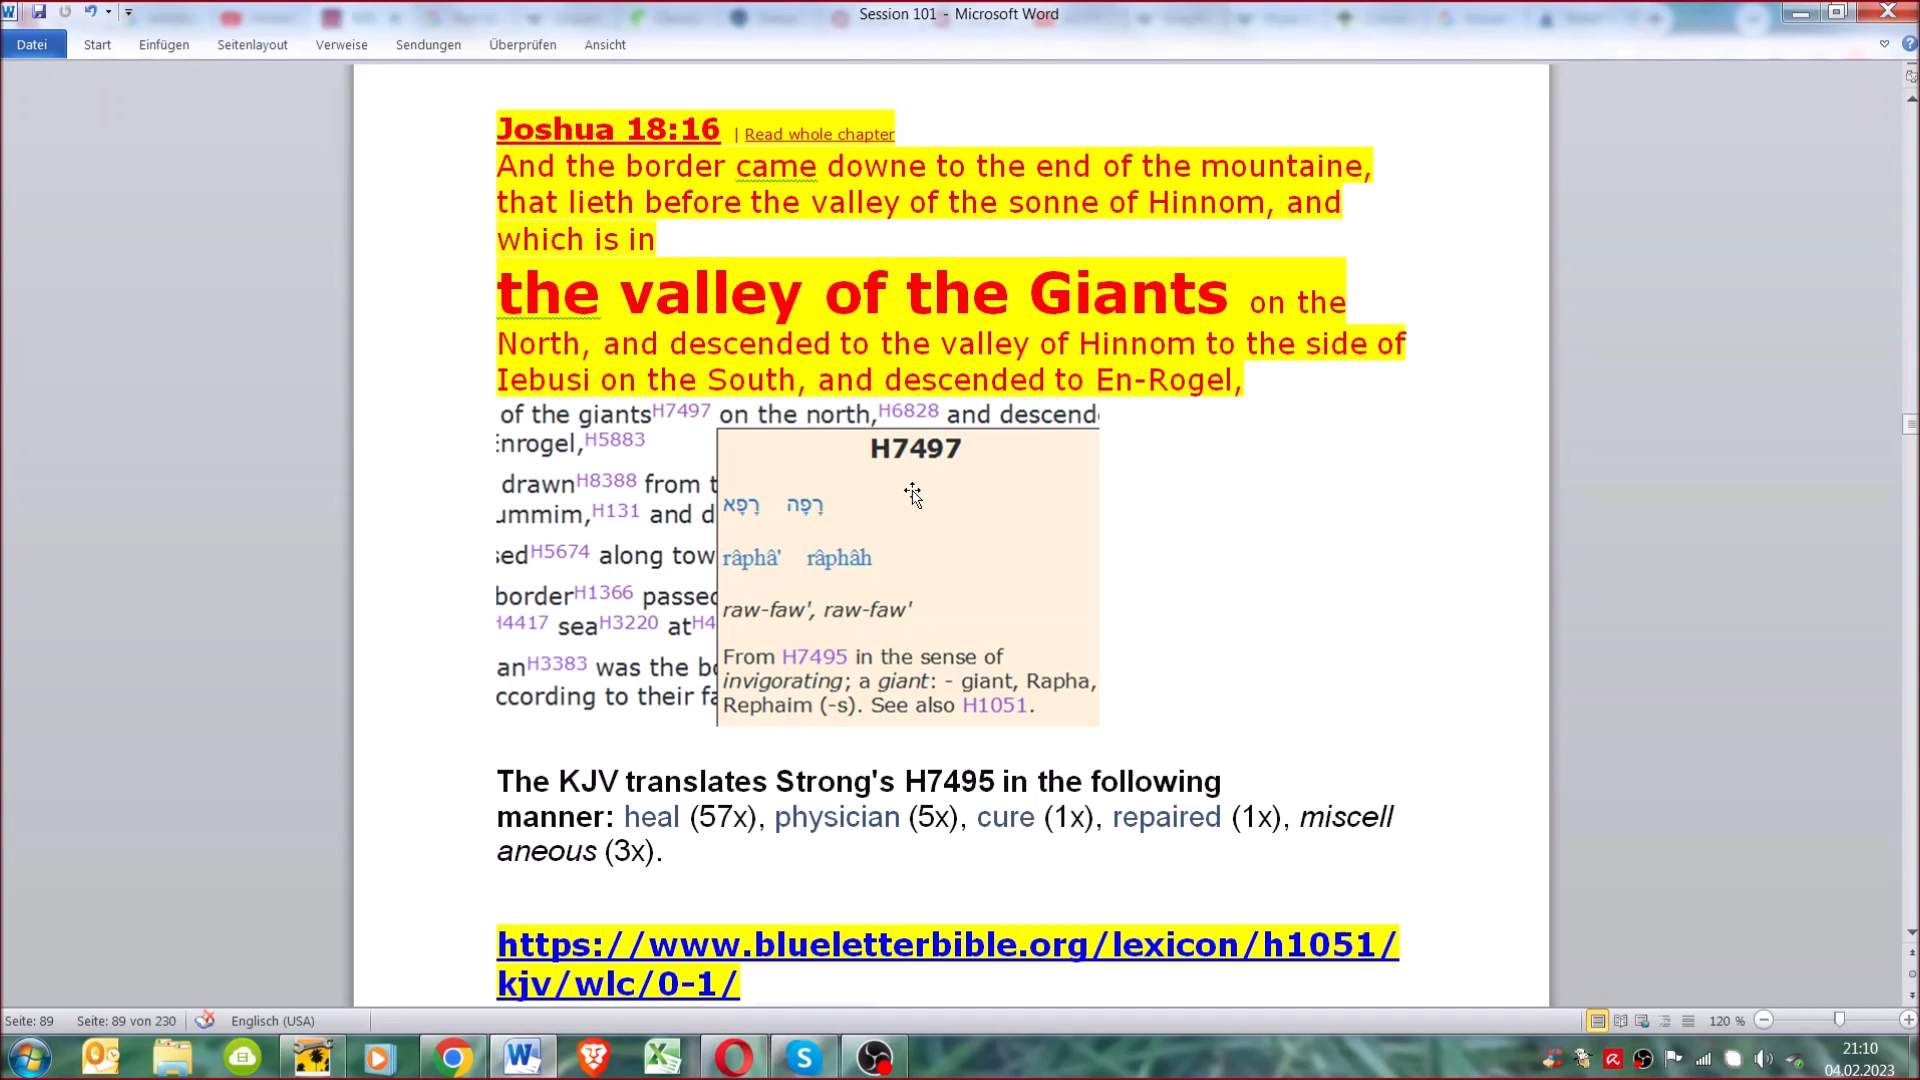 Session 101 - Microsoft Word
Datei Start Einfügen Seitenlayout Verweise Sendungen Überprüfen Ansicht
Joshua 18:16 | Read whole chapter
And the border came downe to the end of the mountaine,
that lieth before the valley of the sonne of Hinnom, and
which is in
the valley of the Giants on the
North, and descended to the valley of Hinnom to the side of
Iebusi on the South, and descended to En-Rogel,
of the giantsH7497 on the north,H6828 and descend
nrogel,H5883
H7497
drawnH8388 from t
רָפָא רָפָה
ummim,H131 and d
sedH5674 along tow
râphâ' râphâh
borderH1366 passed
raw-faw', raw-faw'
H4417 seaH3220 atH4
anH3383 was the bo
From H7495 in the sense of
invigorating; a giant: - giant, Rapha,
ccording to their fa
Rephaim (-s). See also H1051.
The KJV translates Strong's H7495 in the following
manner: heal (57x), physician (5x), cure (1x), repaired (1x), miscell
aneous (3x).
https://www.blueletterbible.org/lexicon/h1051/
kjv/wlc/0-1/
Seite: 89 Seite: 89 von 230 Englisch (USA) 120 %
21:10
04.02.2023